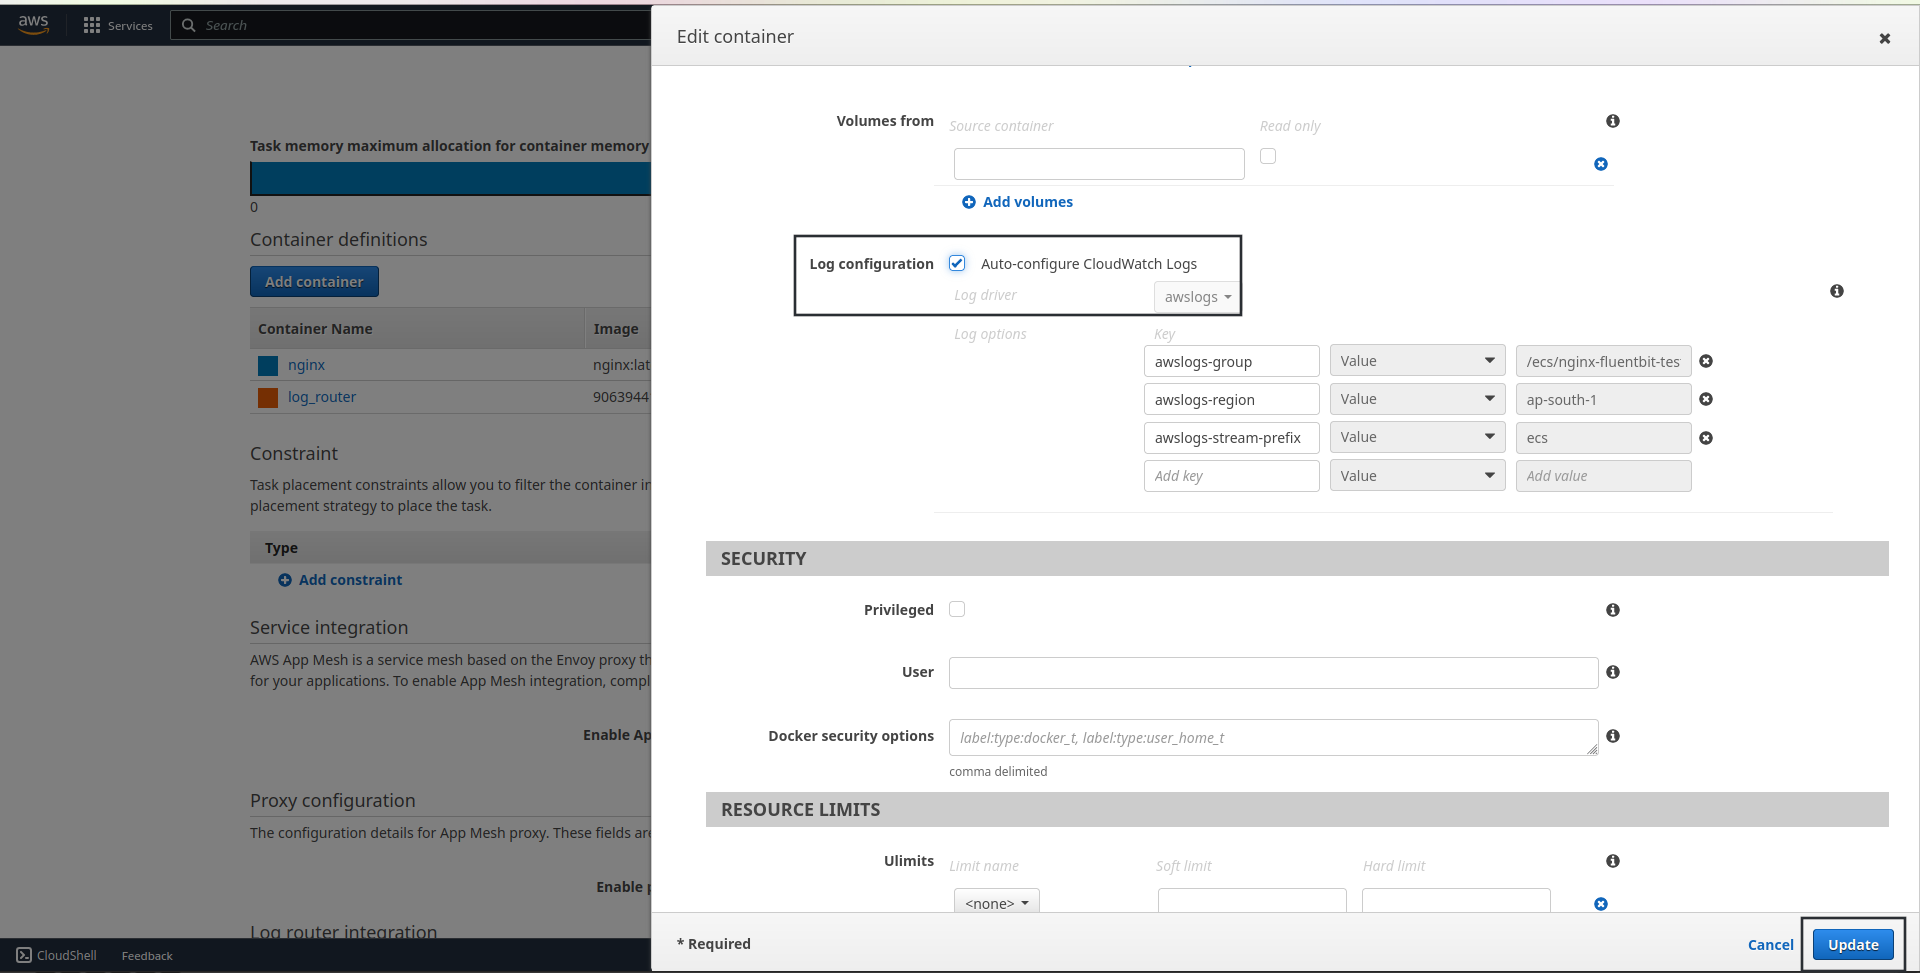 aws
Services
Search
Edit container
Task memory maximum allocation for container memory
0
Container definitions
Add container
Container Name Image
nginx nginx:lat
log_router 9063944
Constraint
Task placement constraints allow you to filter the container in
placement strategy to place the task.
Type
Add constraint
Service integration
AWS App Mesh is a service mesh based on the Envoy proxy th
for your applications. To enable App Mesh integration, compl
Enable Ap
Proxy configuration
The configuration details for App Mesh proxy. These fields are
Enable p
Log router integration
CloudShell Feedback
Volumes from Source container Read only
Add volumes
Log configuration Auto-configure CloudWatch Logs
Log driver awslogs
Log options Key
awslogs-group Value /ecs/nginx-fluentbit-tes
awslogs-region Value ap-south-1
awslogs-stream-prefix Value ecs
Add key Value Add value
SECURITY
Privileged
User
Docker security options label:type:docker_t, label:type:user_home_t
comma delimited
RESOURCE LIMITS
Ulimits Limit name Soft limit Hard limit
<none>
* Required Cancel Update